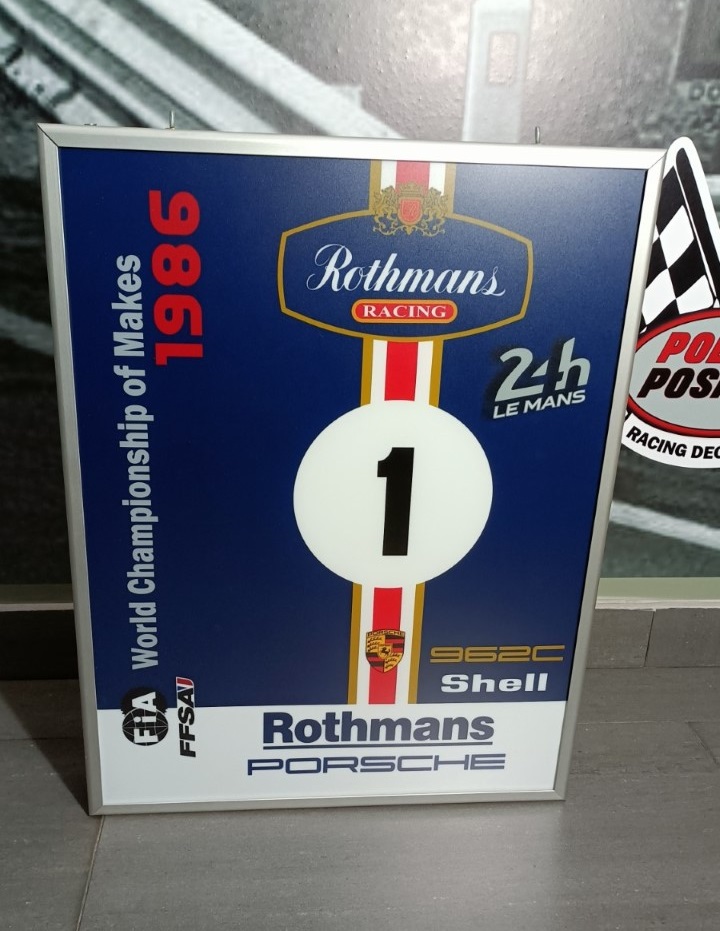 1986
World Championship of Makes
Rothmans
RACING
24h
LE MANS
1
PORSCHE
962C
Shell
FiA
FFSA
Rothmans
PORSCHE
POSI
RACING DEC